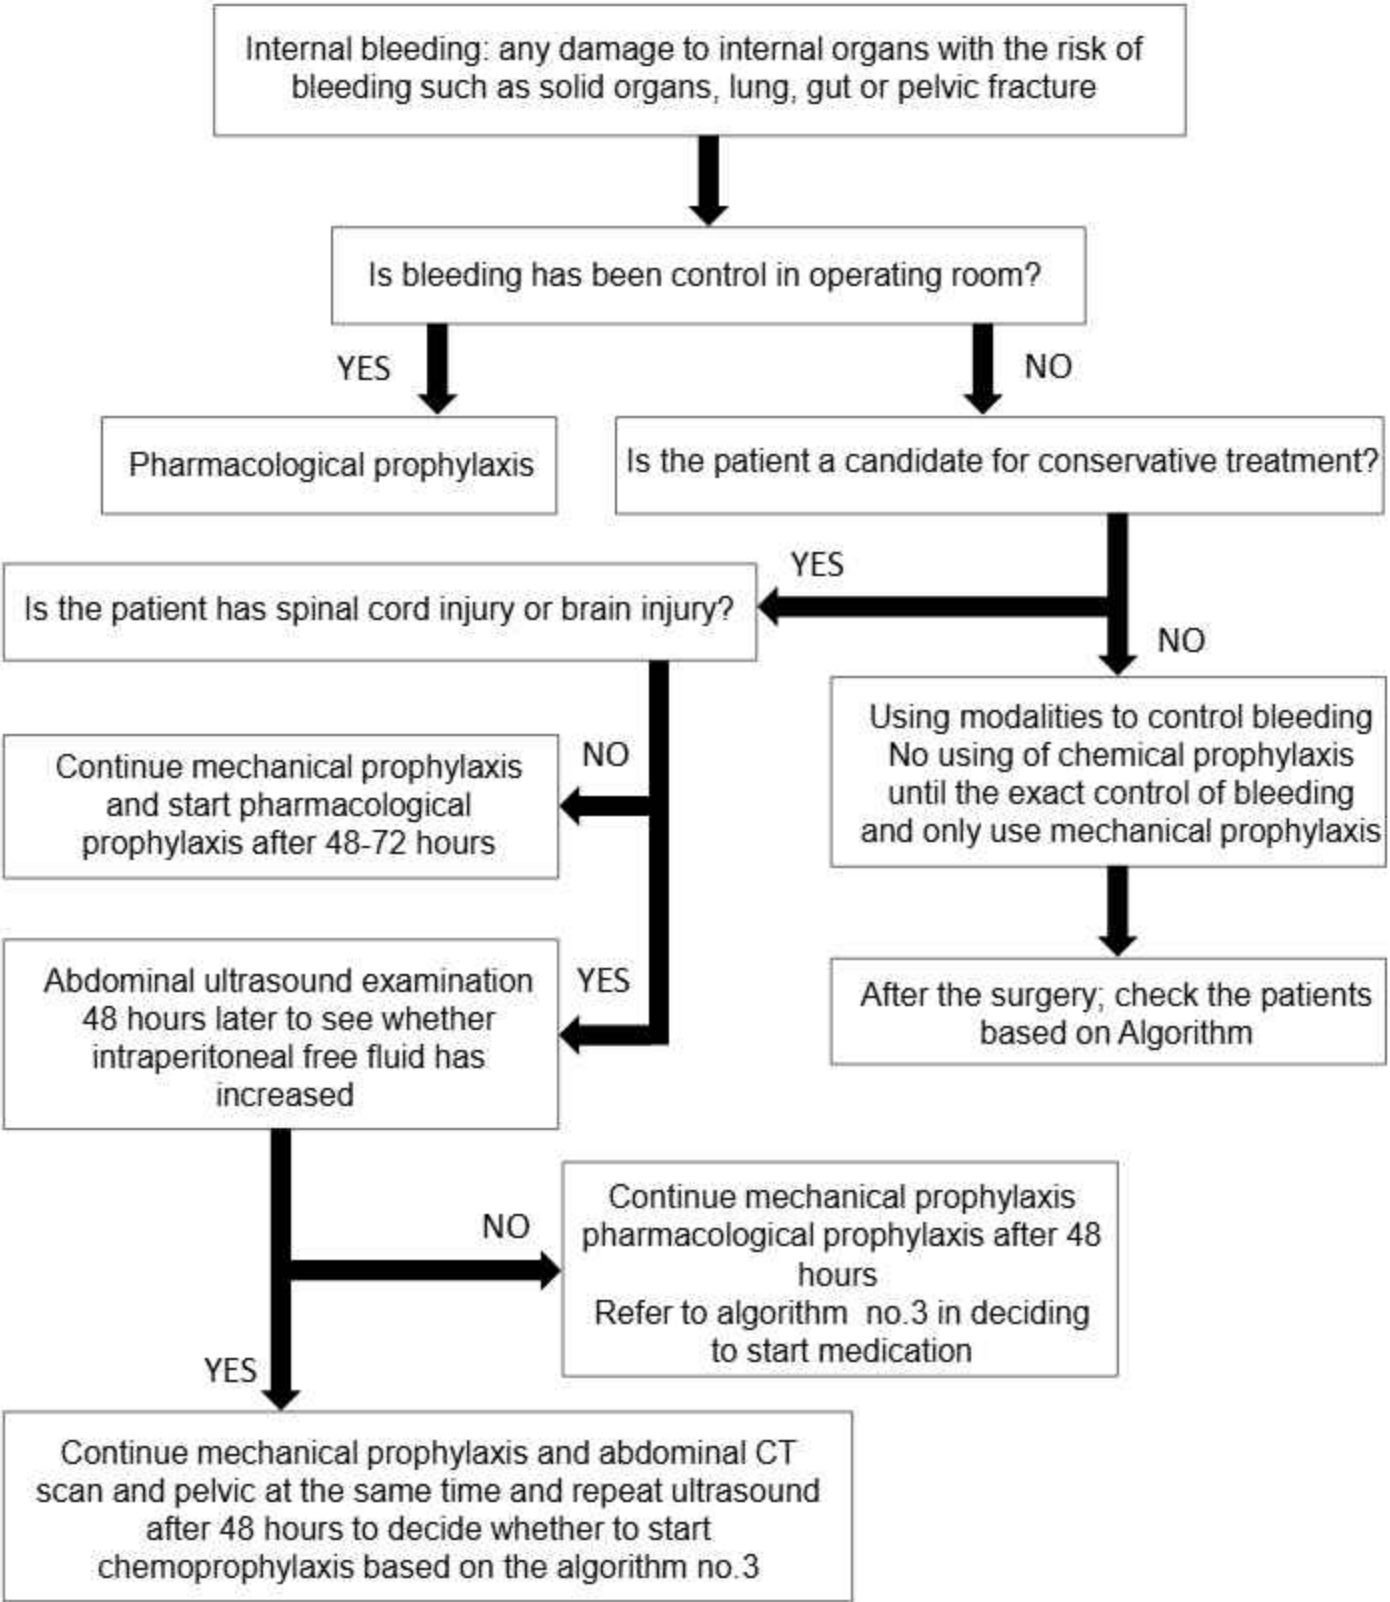 Internal bleeding: any damage to internal organs with the risk of
bleeding such as solid organs, lung, gut or pelvic fracture
Is bleeding has been control in operating room?
YES
NO
Pharmacological prophylaxis
Is the patient a candidate for conservative treatment?
YES
Is the patient has spinal cord injury or brain injury?
NO
Using modalities to control bleeding
No using of chemical prophylaxis
until the exact control of bleeding
and only use mechanical prophylaxis
NO
Continue mechanical prophylaxis
and start pharmacological
prophylaxis after 48-72 hours
After the surgery; check the patients
based on Algorithm
YES
Abdominal ultrasound examination
48 hours later to see whether
intraperitoneal free fluid has
increased
NO
Continue mechanical prophylaxis
pharmacological prophylaxis after 48
hours
Refer to algorithm no.3 in deciding
to start medication
YES
Continue mechanical prophylaxis and abdominal CT
scan and pelvic at the same time and repeat ultrasound
after 48 hours to decide whether to start
chemoprophylaxis based on the algorithm no.3